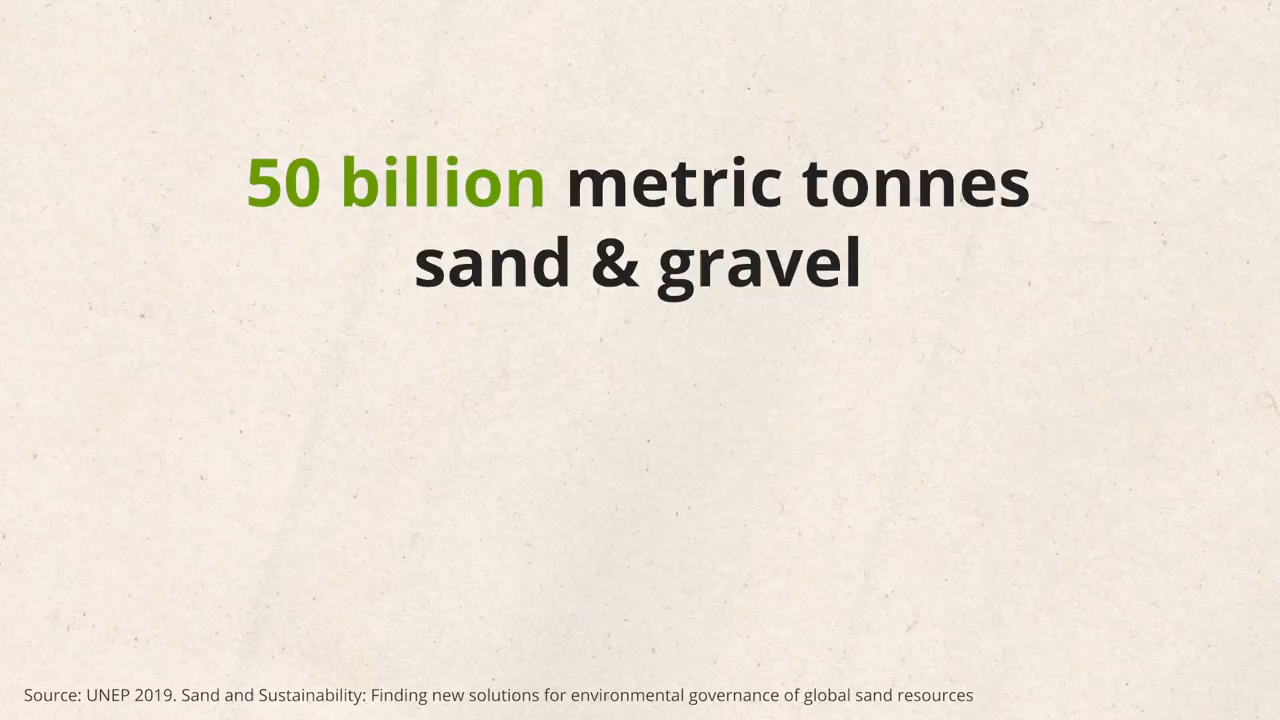 50 billion metric tonnes
sand & gravel
Source: UNEP 2019. Sand and Sustainability: Finding new solutions for environmental governance of global sand resources